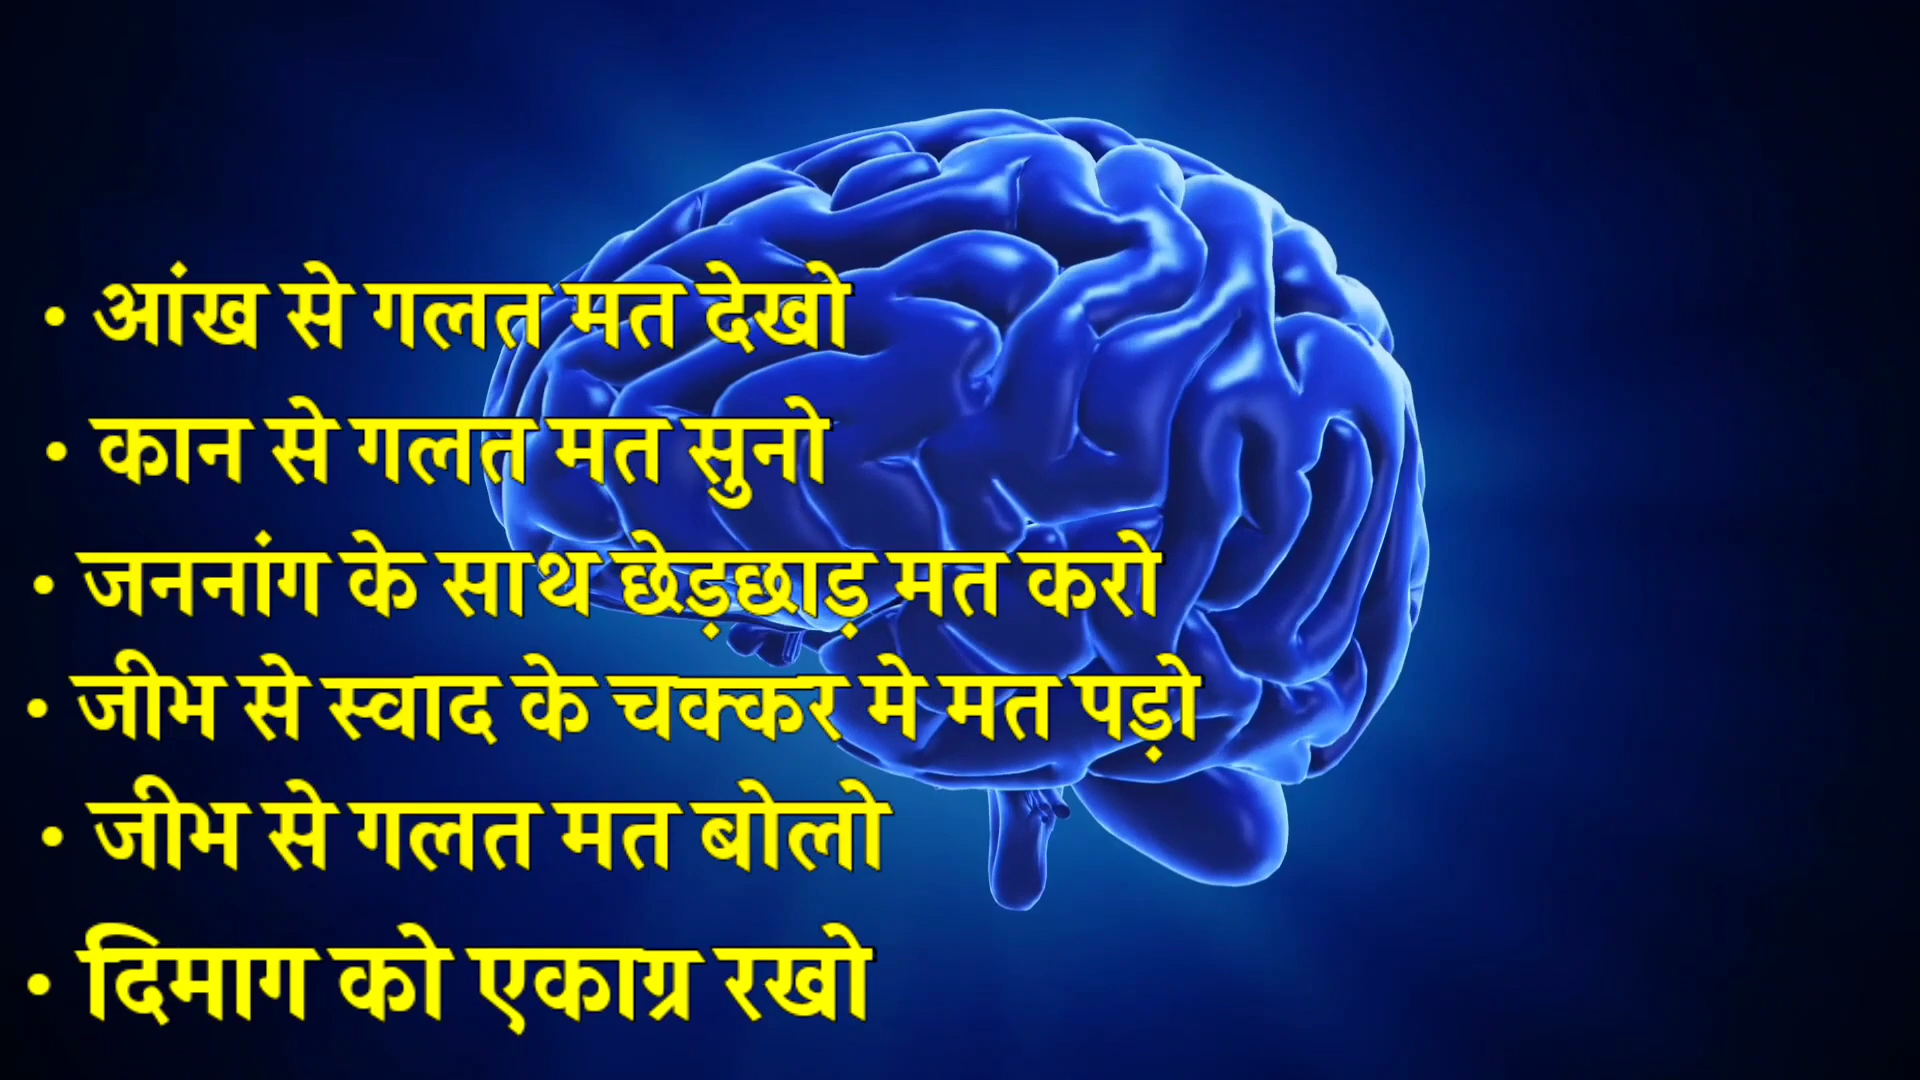 • आंख से गलत मत देखो
• कान से गलत मत सुनो
• जननांग के साथ छेड़छाड़ मत करो
• जीभ से स्वाद के चक्कर मे मत पड़ो
• जीभ से गलत मत बोलो
• दिमाग को एकाग्र रखो